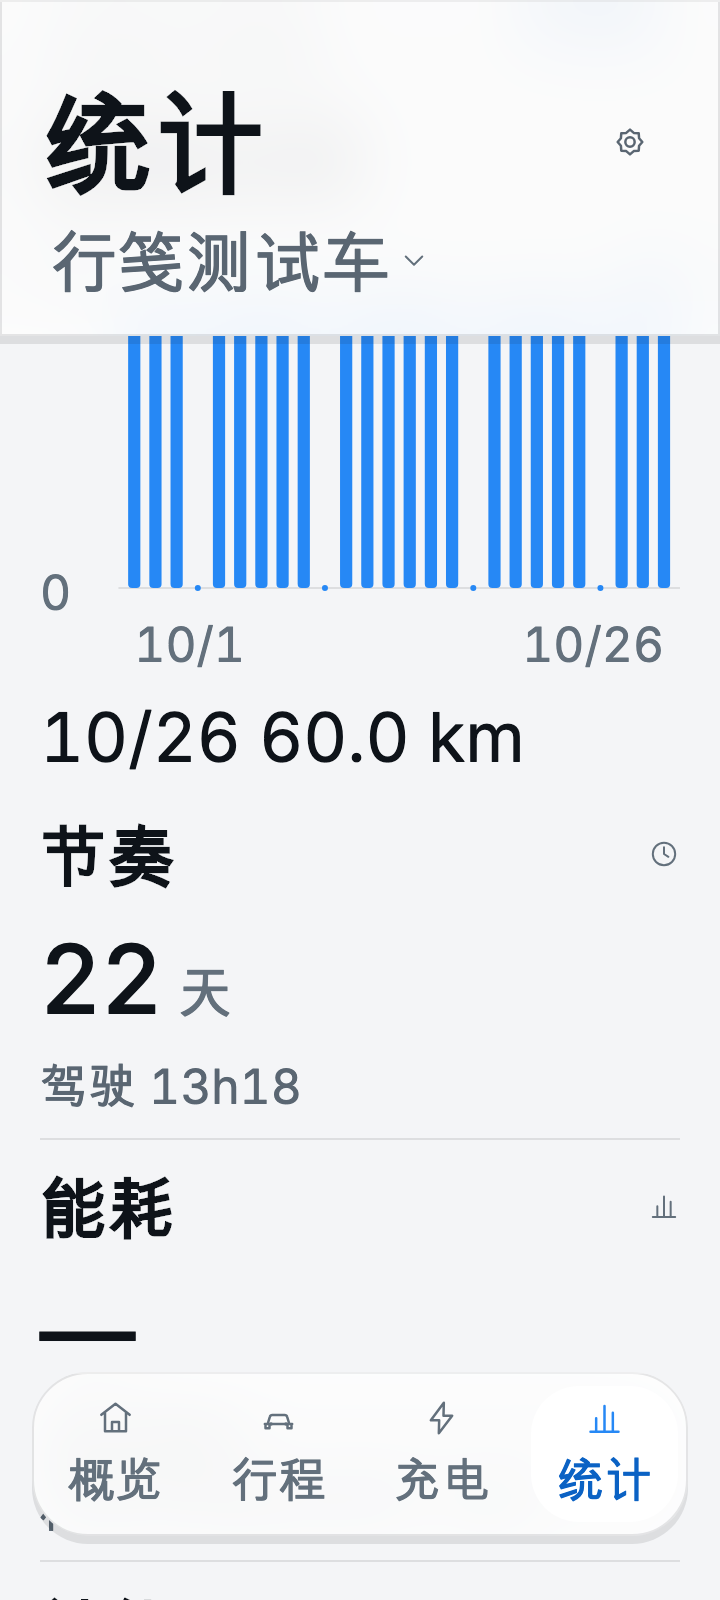 统计
行笺测试车
0
10/1 10/26
10/26 60.0 km
节奏
22 天
驾驶 13h18
能耗
—
概览 行程 充电 统计